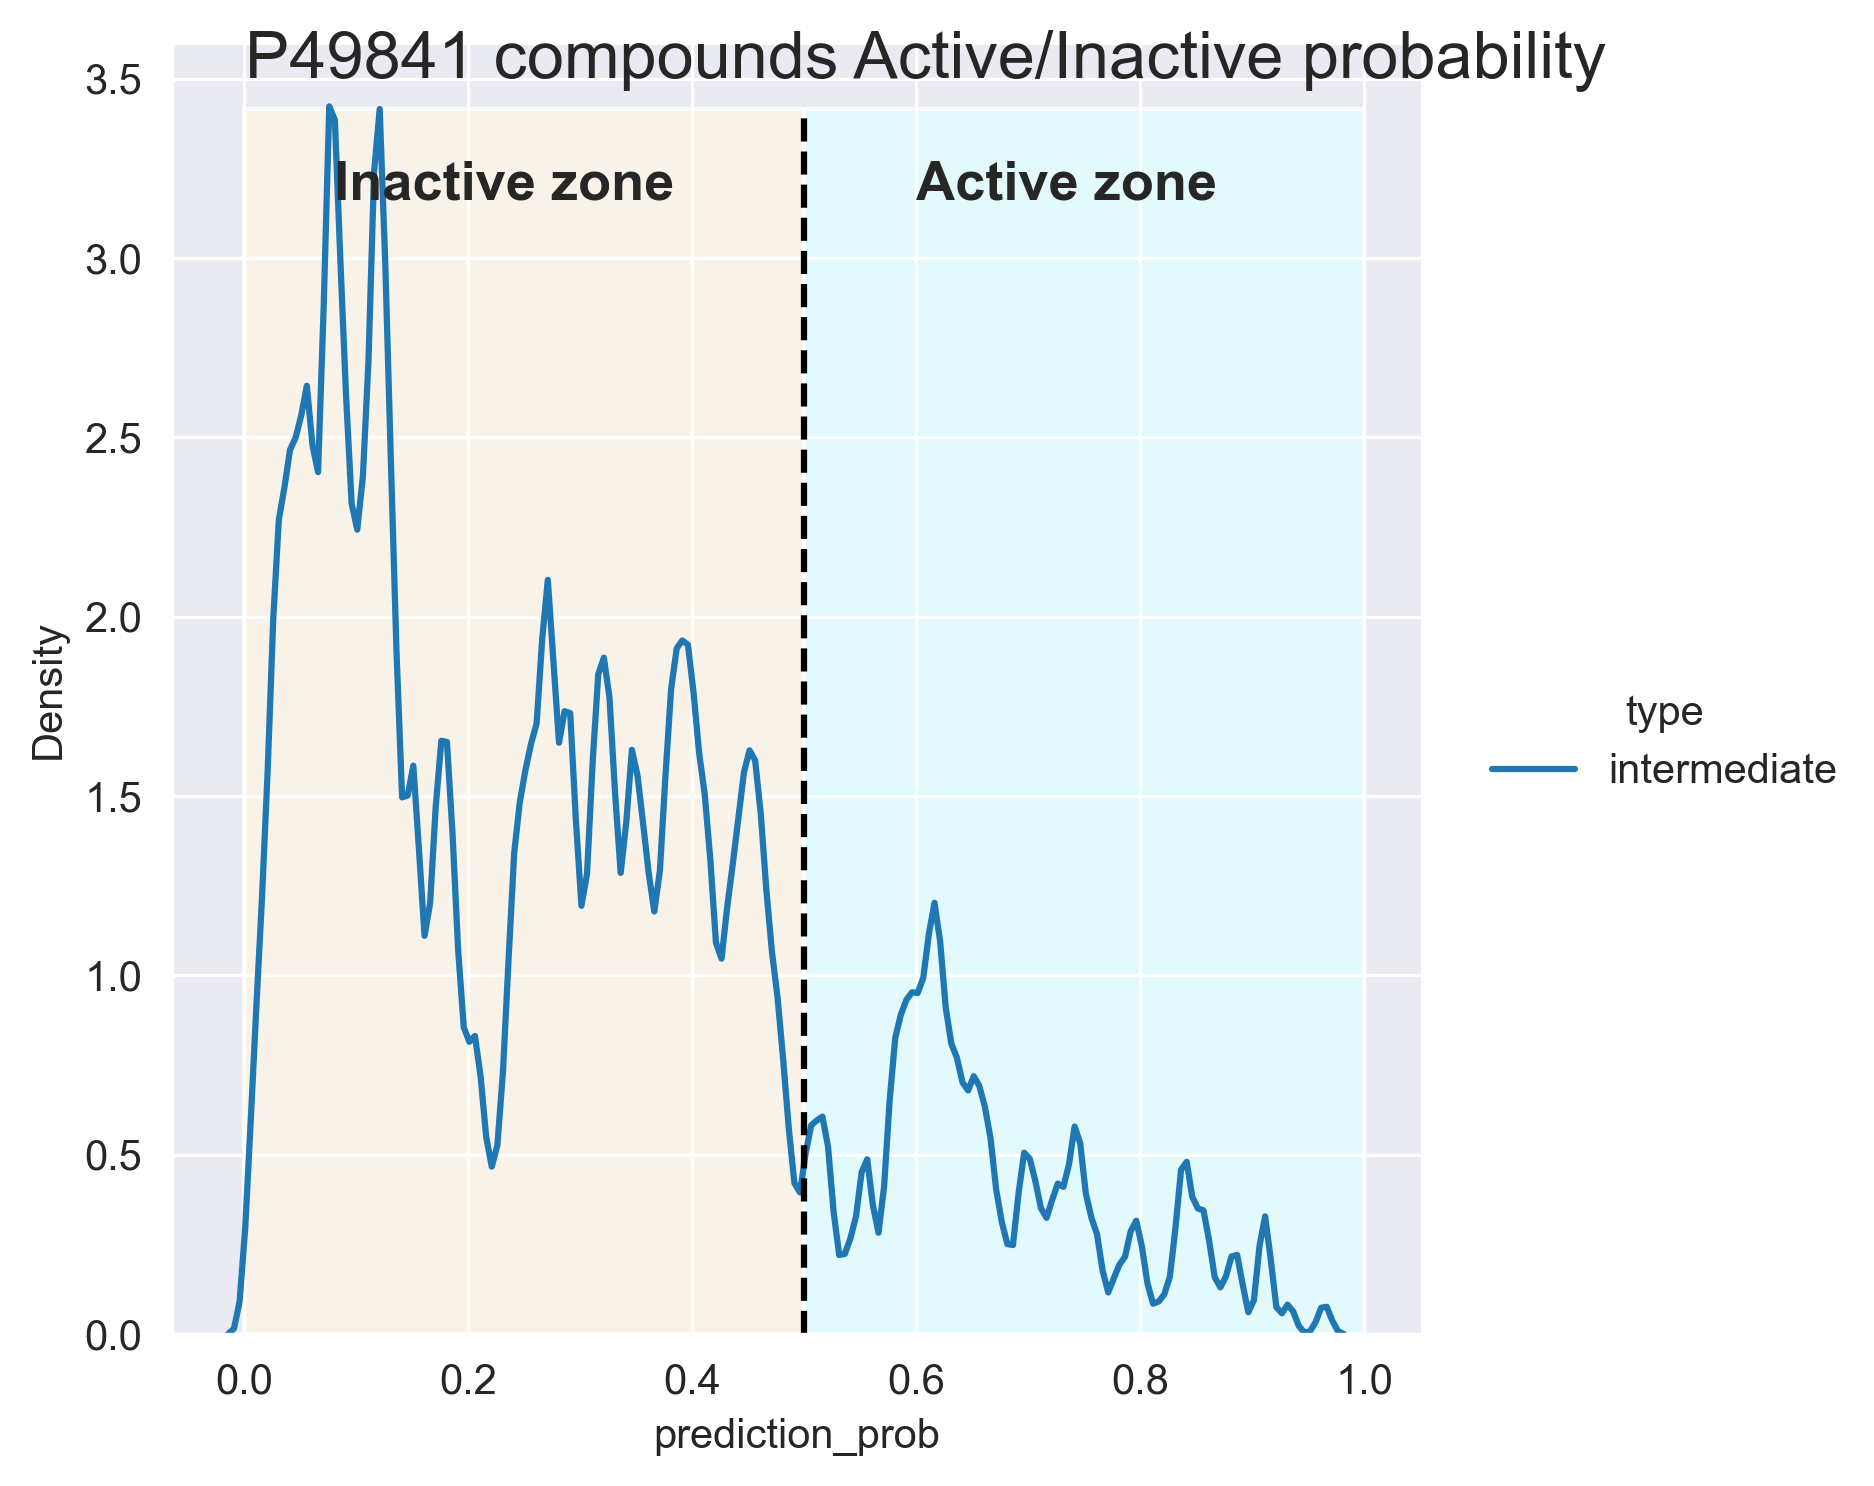 P49841 compounds Active/Inactive probability
3.5
Inactive zone
Active zone
3.0
2.5
2.0
Density
type
intermediate
1.5
1.0
0.5
0.0
0.0 0.2 0.4 0.6 0.8 1.0
prediction_prob